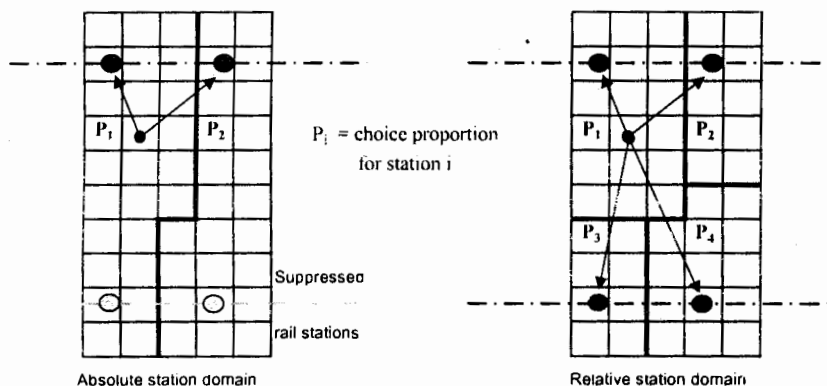 P1
P2
Pi = choice proportion
for station i
P1
P2
P3
P4
Suppressed
rail stations
Absolute station domain
Relative station domain